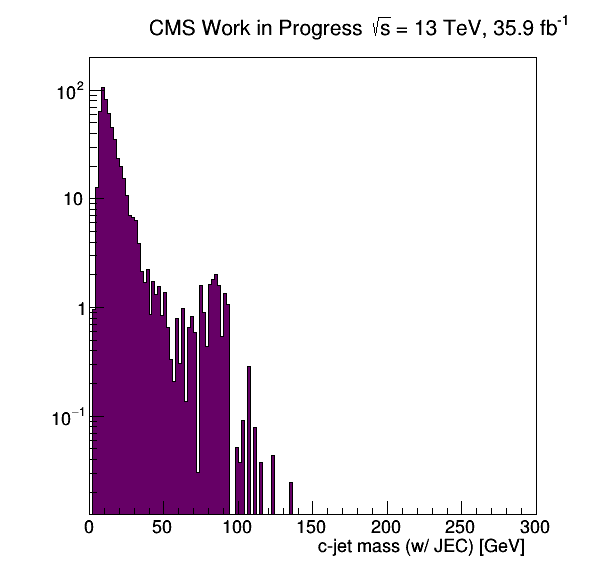 CMS Work in Progress √s = 13 TeV, 35.9 fb⁻¹
10²
10
1
10⁻¹
0 50 100 150 200 250 300
c-jet mass (w/ JEC) [GeV]